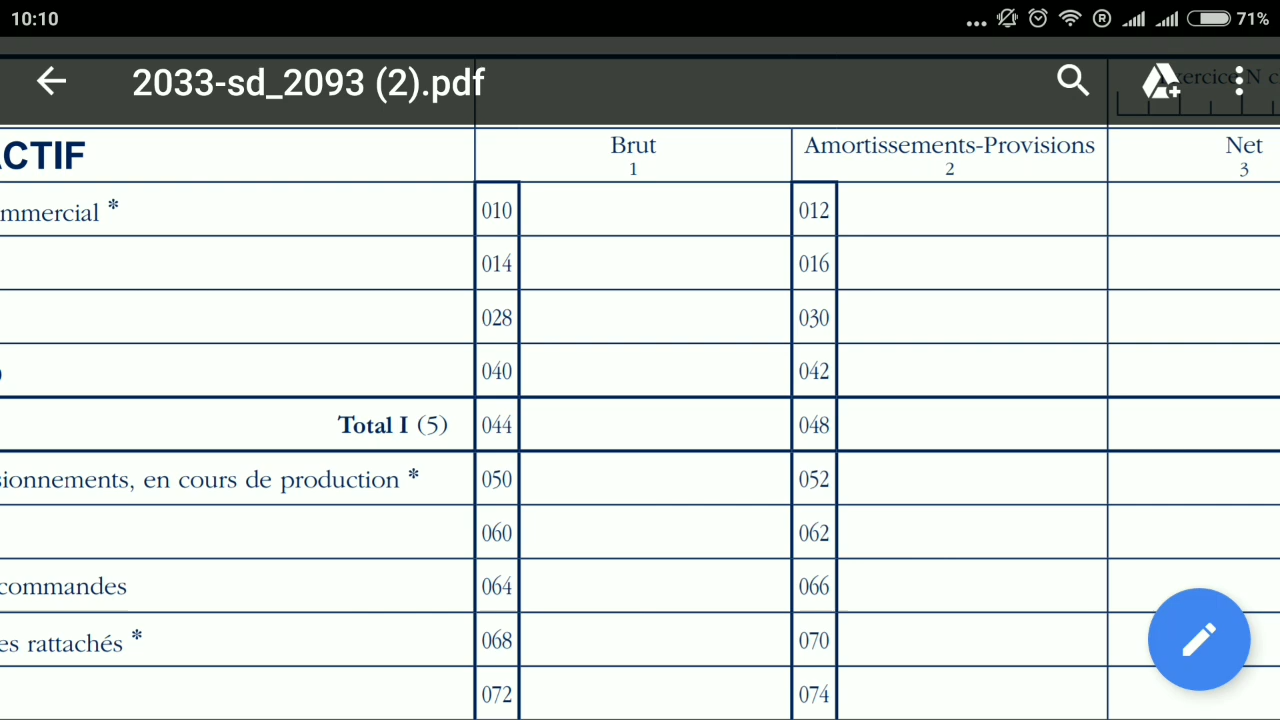 10:10
... R 71%
2033-sd_2093 (2).pdf
Exercice N c
ACTIF Brut Amortissements-Provisions Net
1 2 3
mmercial * 010 012
014 016
028 030
) 040 042
Total I (5) 044 048
sionnements, en cours de production * 050 052
060 062
commandes 064 066
es rattachés * 068 070
072 074